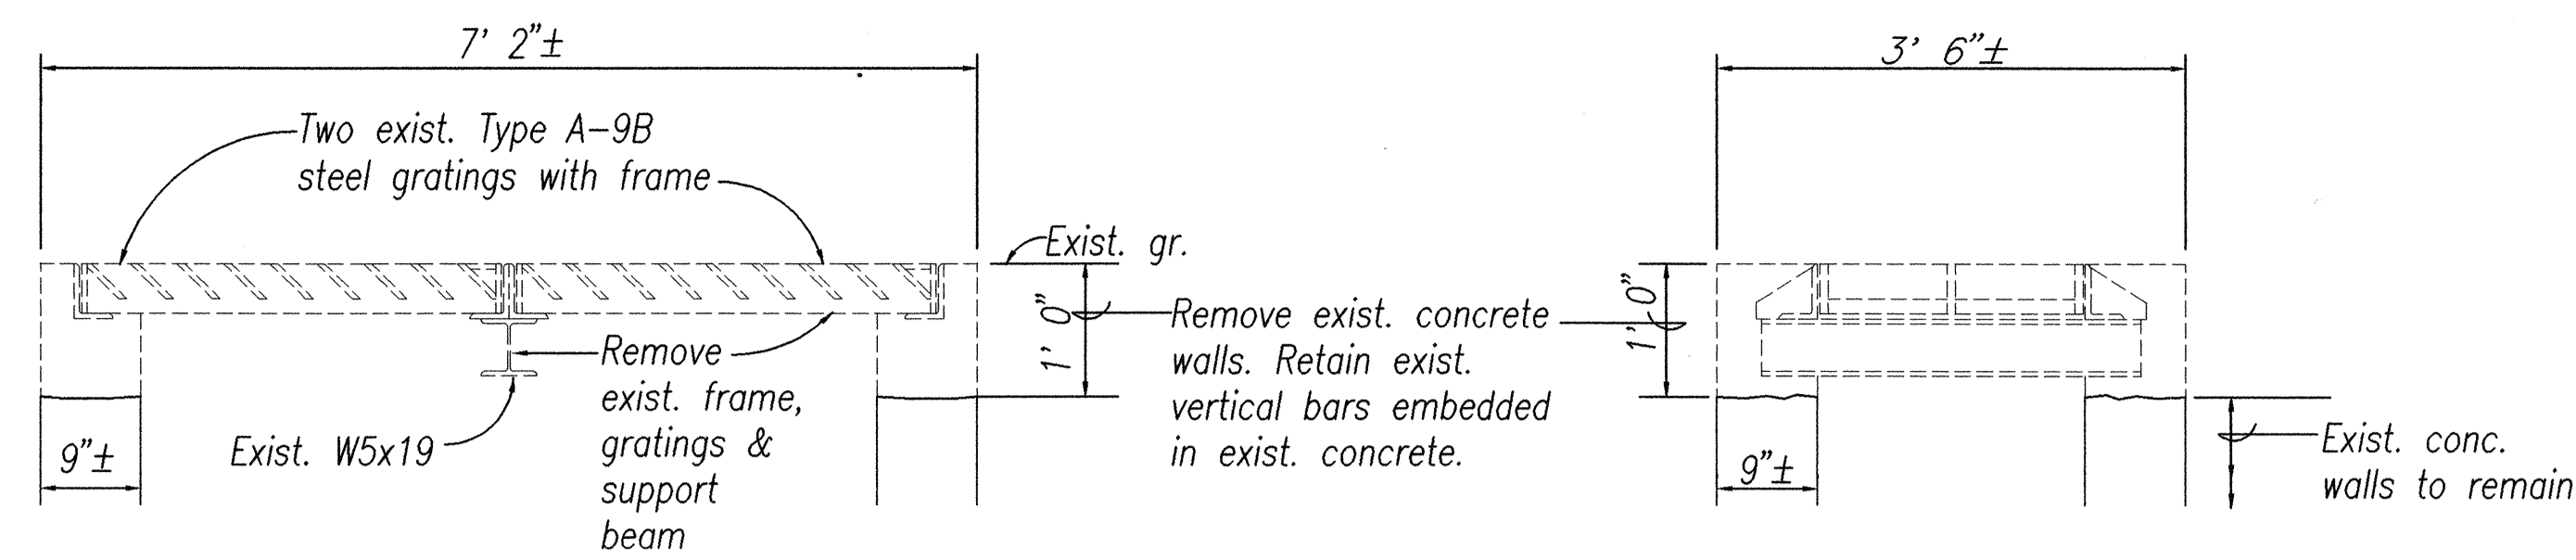 7' 2"±
Two exist. Type A-9B
steel gratings with frame
Exist. gr.
1' 0"
Remove
exist. frame,
gratings &
support
beam
Exist. W5x19
9"±
Remove exist. concrete
walls. Retain exist.
vertical bars embedded
in exist. concrete.
3' 6"±
1' 0"
9"±
Exist. conc.
walls to remain